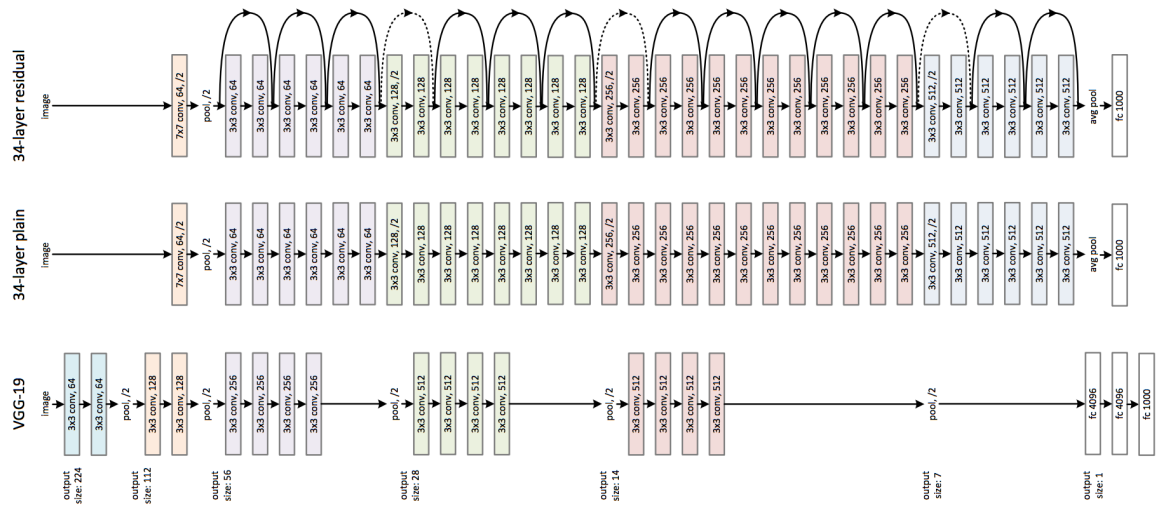 output
size: 224
output
size: 112
output
size: 56
output
size: 28
output
size: 14
output
size: 7
output
size: 1
VGG-19
image
3x3 conv, 64
3x3 conv, 64
pool, /2
3x3 conv, 128
3x3 conv, 128
pool, /2
3x3 conv, 256
3x3 conv, 256
3x3 conv, 256
3x3 conv, 256
pool, /2
3x3 conv, 512
3x3 conv, 512
3x3 conv, 512
3x3 conv, 512
pool, /2
3x3 conv, 512
3x3 conv, 512
3x3 conv, 512
3x3 conv, 512
pool, /2
fc 4096
fc 4096
fc 1000
34-layer plain
image
7x7 conv, 64, /2
pool, /2
3x3 conv, 64
3x3 conv, 64
3x3 conv, 64
3x3 conv, 64
3x3 conv, 64
3x3 conv, 64
3x3 conv, 128, /2
3x3 conv, 128
3x3 conv, 128
3x3 conv, 128
3x3 conv, 128
3x3 conv, 128
3x3 conv, 128
3x3 conv, 128
3x3 conv, 256, /2
3x3 conv, 256
3x3 conv, 256
3x3 conv, 256
3x3 conv, 256
3x3 conv, 256
3x3 conv, 256
3x3 conv, 256
3x3 conv, 256
3x3 conv, 256
3x3 conv, 256
3x3 conv, 256
3x3 conv, 512, /2
3x3 conv, 512
3x3 conv, 512
3x3 conv, 512
3x3 conv, 512
3x3 conv, 512
avg pool
fc 1000
34-layer residual
image
7x7 conv, 64, /2
pool, /2
3x3 conv, 64
3x3 conv, 64
3x3 conv, 64
3x3 conv, 64
3x3 conv, 64
3x3 conv, 64
3x3 conv, 128, /2
3x3 conv, 128
3x3 conv, 128
3x3 conv, 128
3x3 conv, 128
3x3 conv, 128
3x3 conv, 128
3x3 conv, 128
3x3 conv, 256, /2
3x3 conv, 256
3x3 conv, 256
3x3 conv, 256
3x3 conv, 256
3x3 conv, 256
3x3 conv, 256
3x3 conv, 256
3x3 conv, 256
3x3 conv, 256
3x3 conv, 256
3x3 conv, 256
3x3 conv, 512, /2
3x3 conv, 512
3x3 conv, 512
3x3 conv, 512
3x3 conv, 512
3x3 conv, 512
avg pool
fc 1000